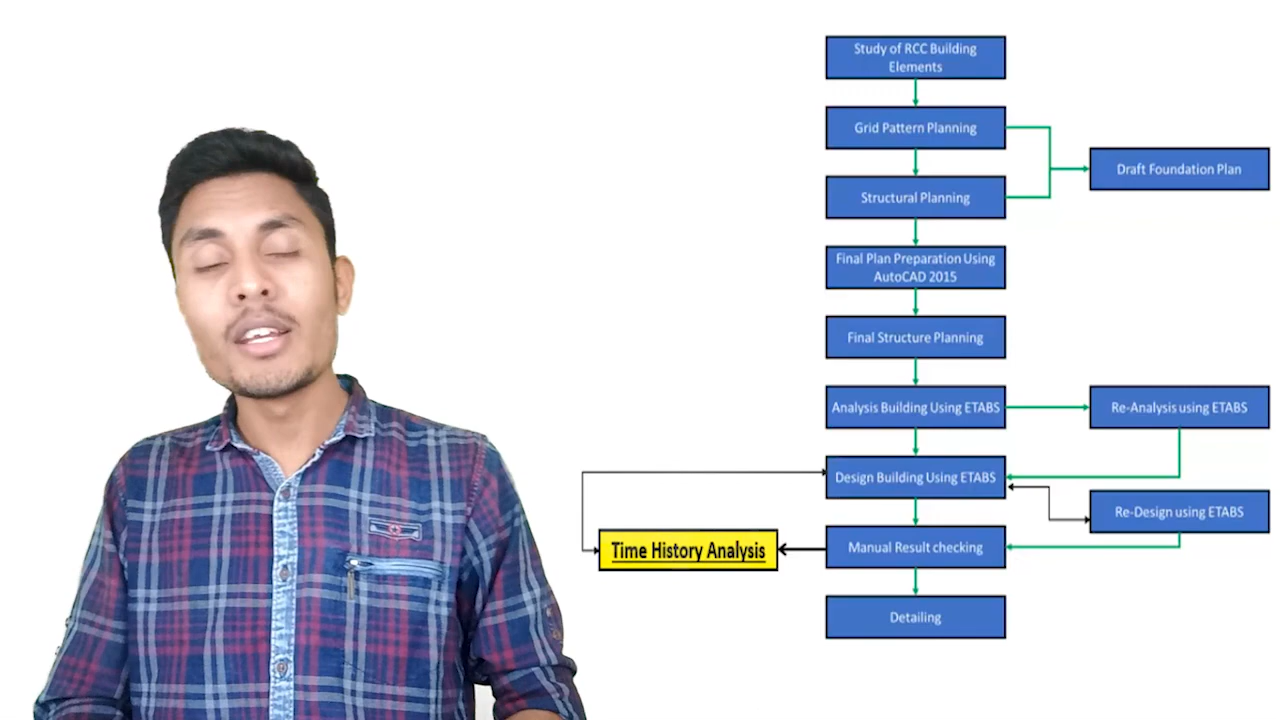 Study of RCC Building
Elements
Grid Pattern Planning
Draft Foundation Plan
Structural Planning
Final Plan Preparation Using
AutoCAD 2015
Final Structure Planning
Analysis Building Using ETABS
Re-Analysis using ETABS
Design Building Using ETABS
Re-Design using ETABS
Manual Result checking
Time History Analysis
Detailing